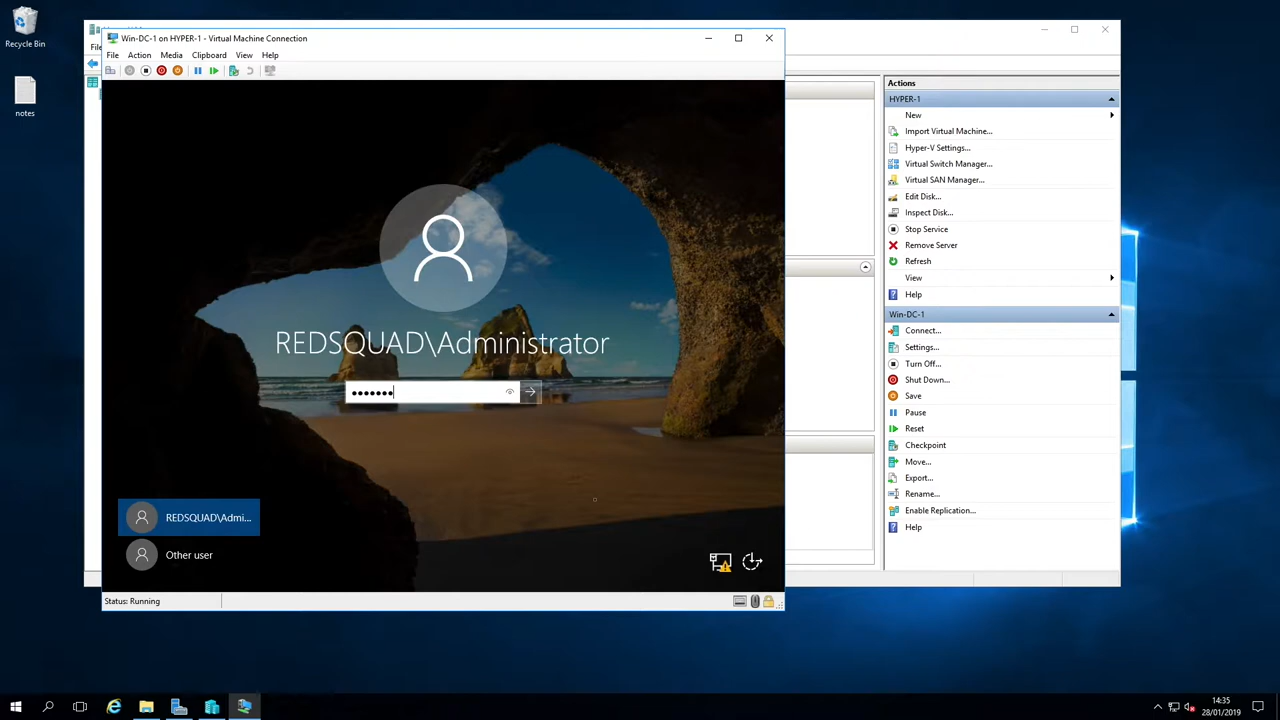 Recycle Bin
notes
Win-DC-1 on HYPER-1 - Virtual Machine Connection
File Action Media Clipboard View Help
REDSQUAD\Administrator
REDSQUAD\Admi...
Other user
Status: Running
Actions
HYPER-1
New
Import Virtual Machine...
Hyper-V Settings...
Virtual Switch Manager...
Virtual SAN Manager...
Edit Disk...
Inspect Disk...
Stop Service
Remove Server
Refresh
View
Help
Win-DC-1
Connect...
Settings...
Turn Off...
Shut Down...
Save
Pause
Reset
Checkpoint
Move...
Export...
Rename...
Enable Replication...
Help
14:35
28/01/2019